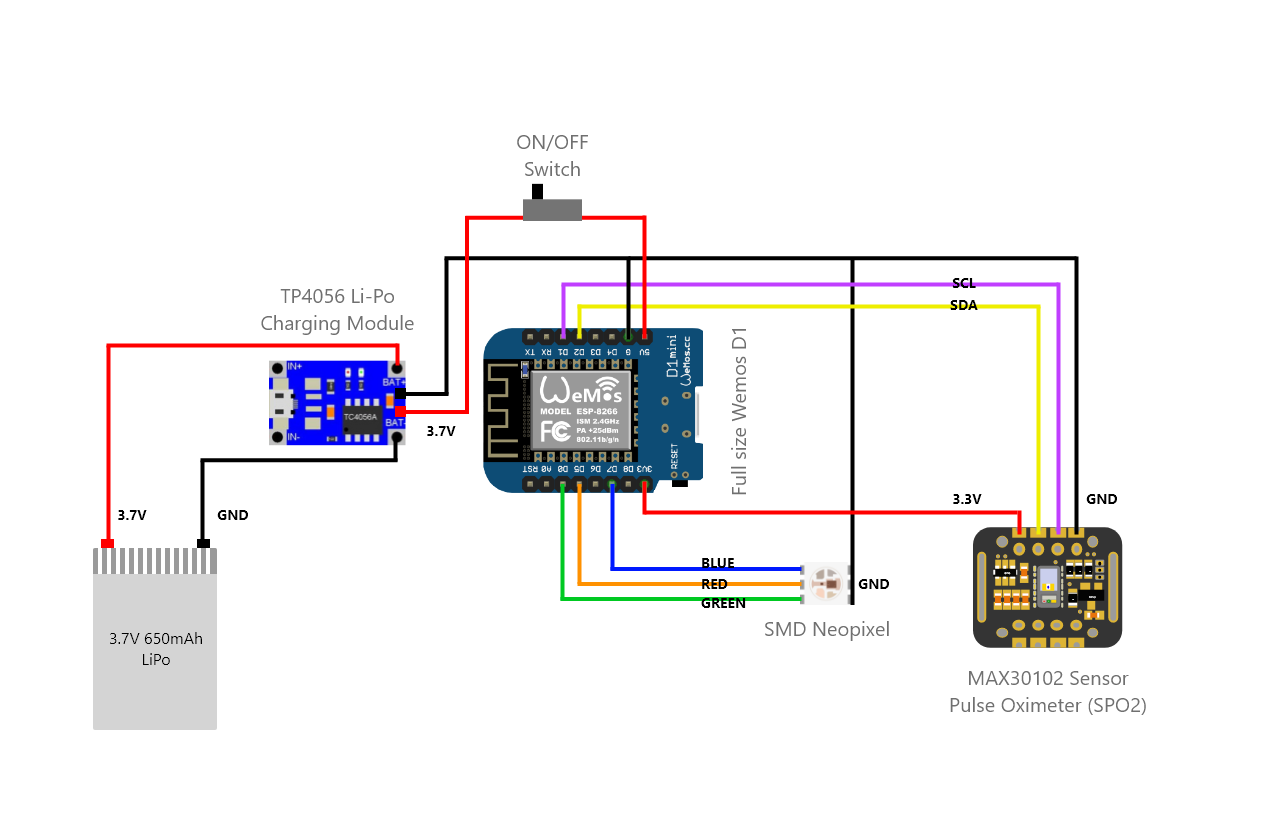 ON/OFF
Switch
SCL
SDA
TP4056 Li-Po
Charging Module
IN+
BAT+
TC4056A
BAT-
IN-
3.7V
TX
RX
D1
D2
D3
D4
G
5V
D1 mini
WeMos.cc
WeMos
MODEL ESP-8266
ISM 2.4GHz
PA +25dBm
802.11b/g/n
FC
RST
A0
D0
D5
D6
D7
D8
3V3
RESET
Full size Wemos D1
3.7V
GND
3.3V
GND
BLUE
RED
GREEN
GND
SMD Neopixel
3.7V 650mAh
LiPo
MAX30102 Sensor
Pulse Oximeter (SPO2)